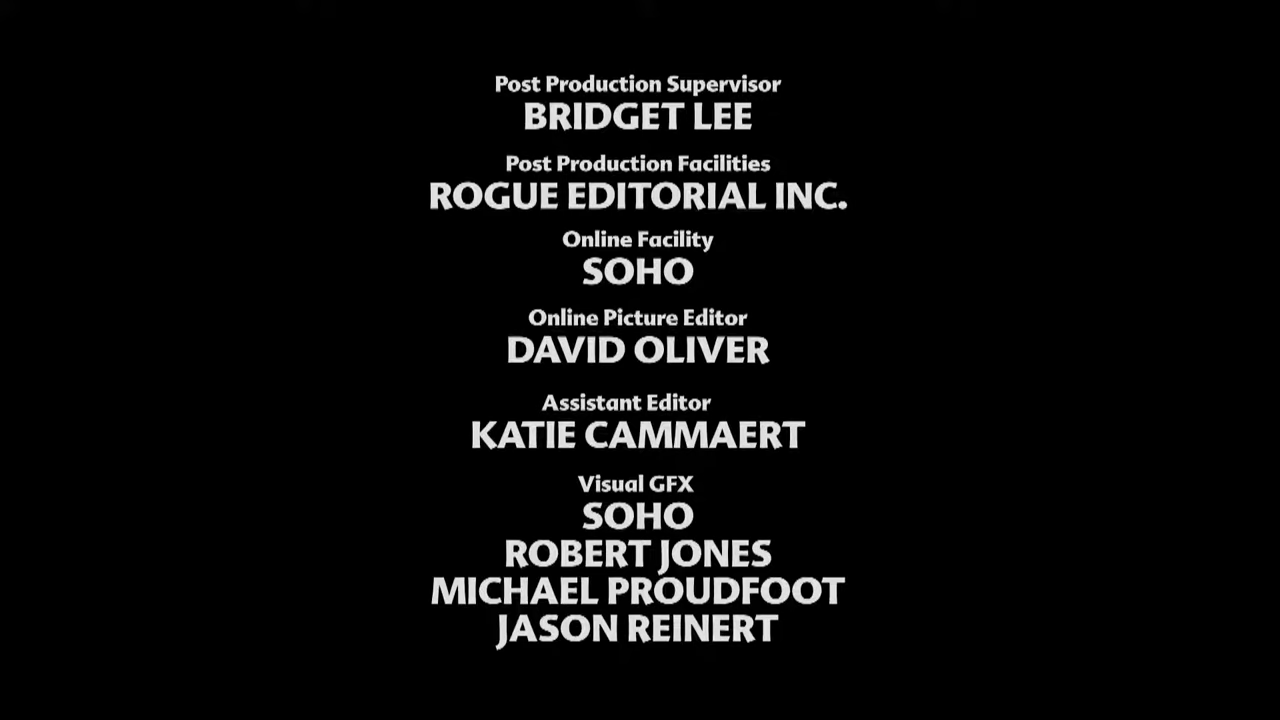 Post Production Supervisor
BRIDGET LEE
Post Production Facilities
ROGUE EDITORIAL INC.
Online Facility
SOHO
Online Picture Editor
DAVID OLIVER
Assistant Editor
KATIE CAMMAERT
Visual GFX
SOHO
ROBERT JONES
MICHAEL PROUDFOOT
JASON REINERT